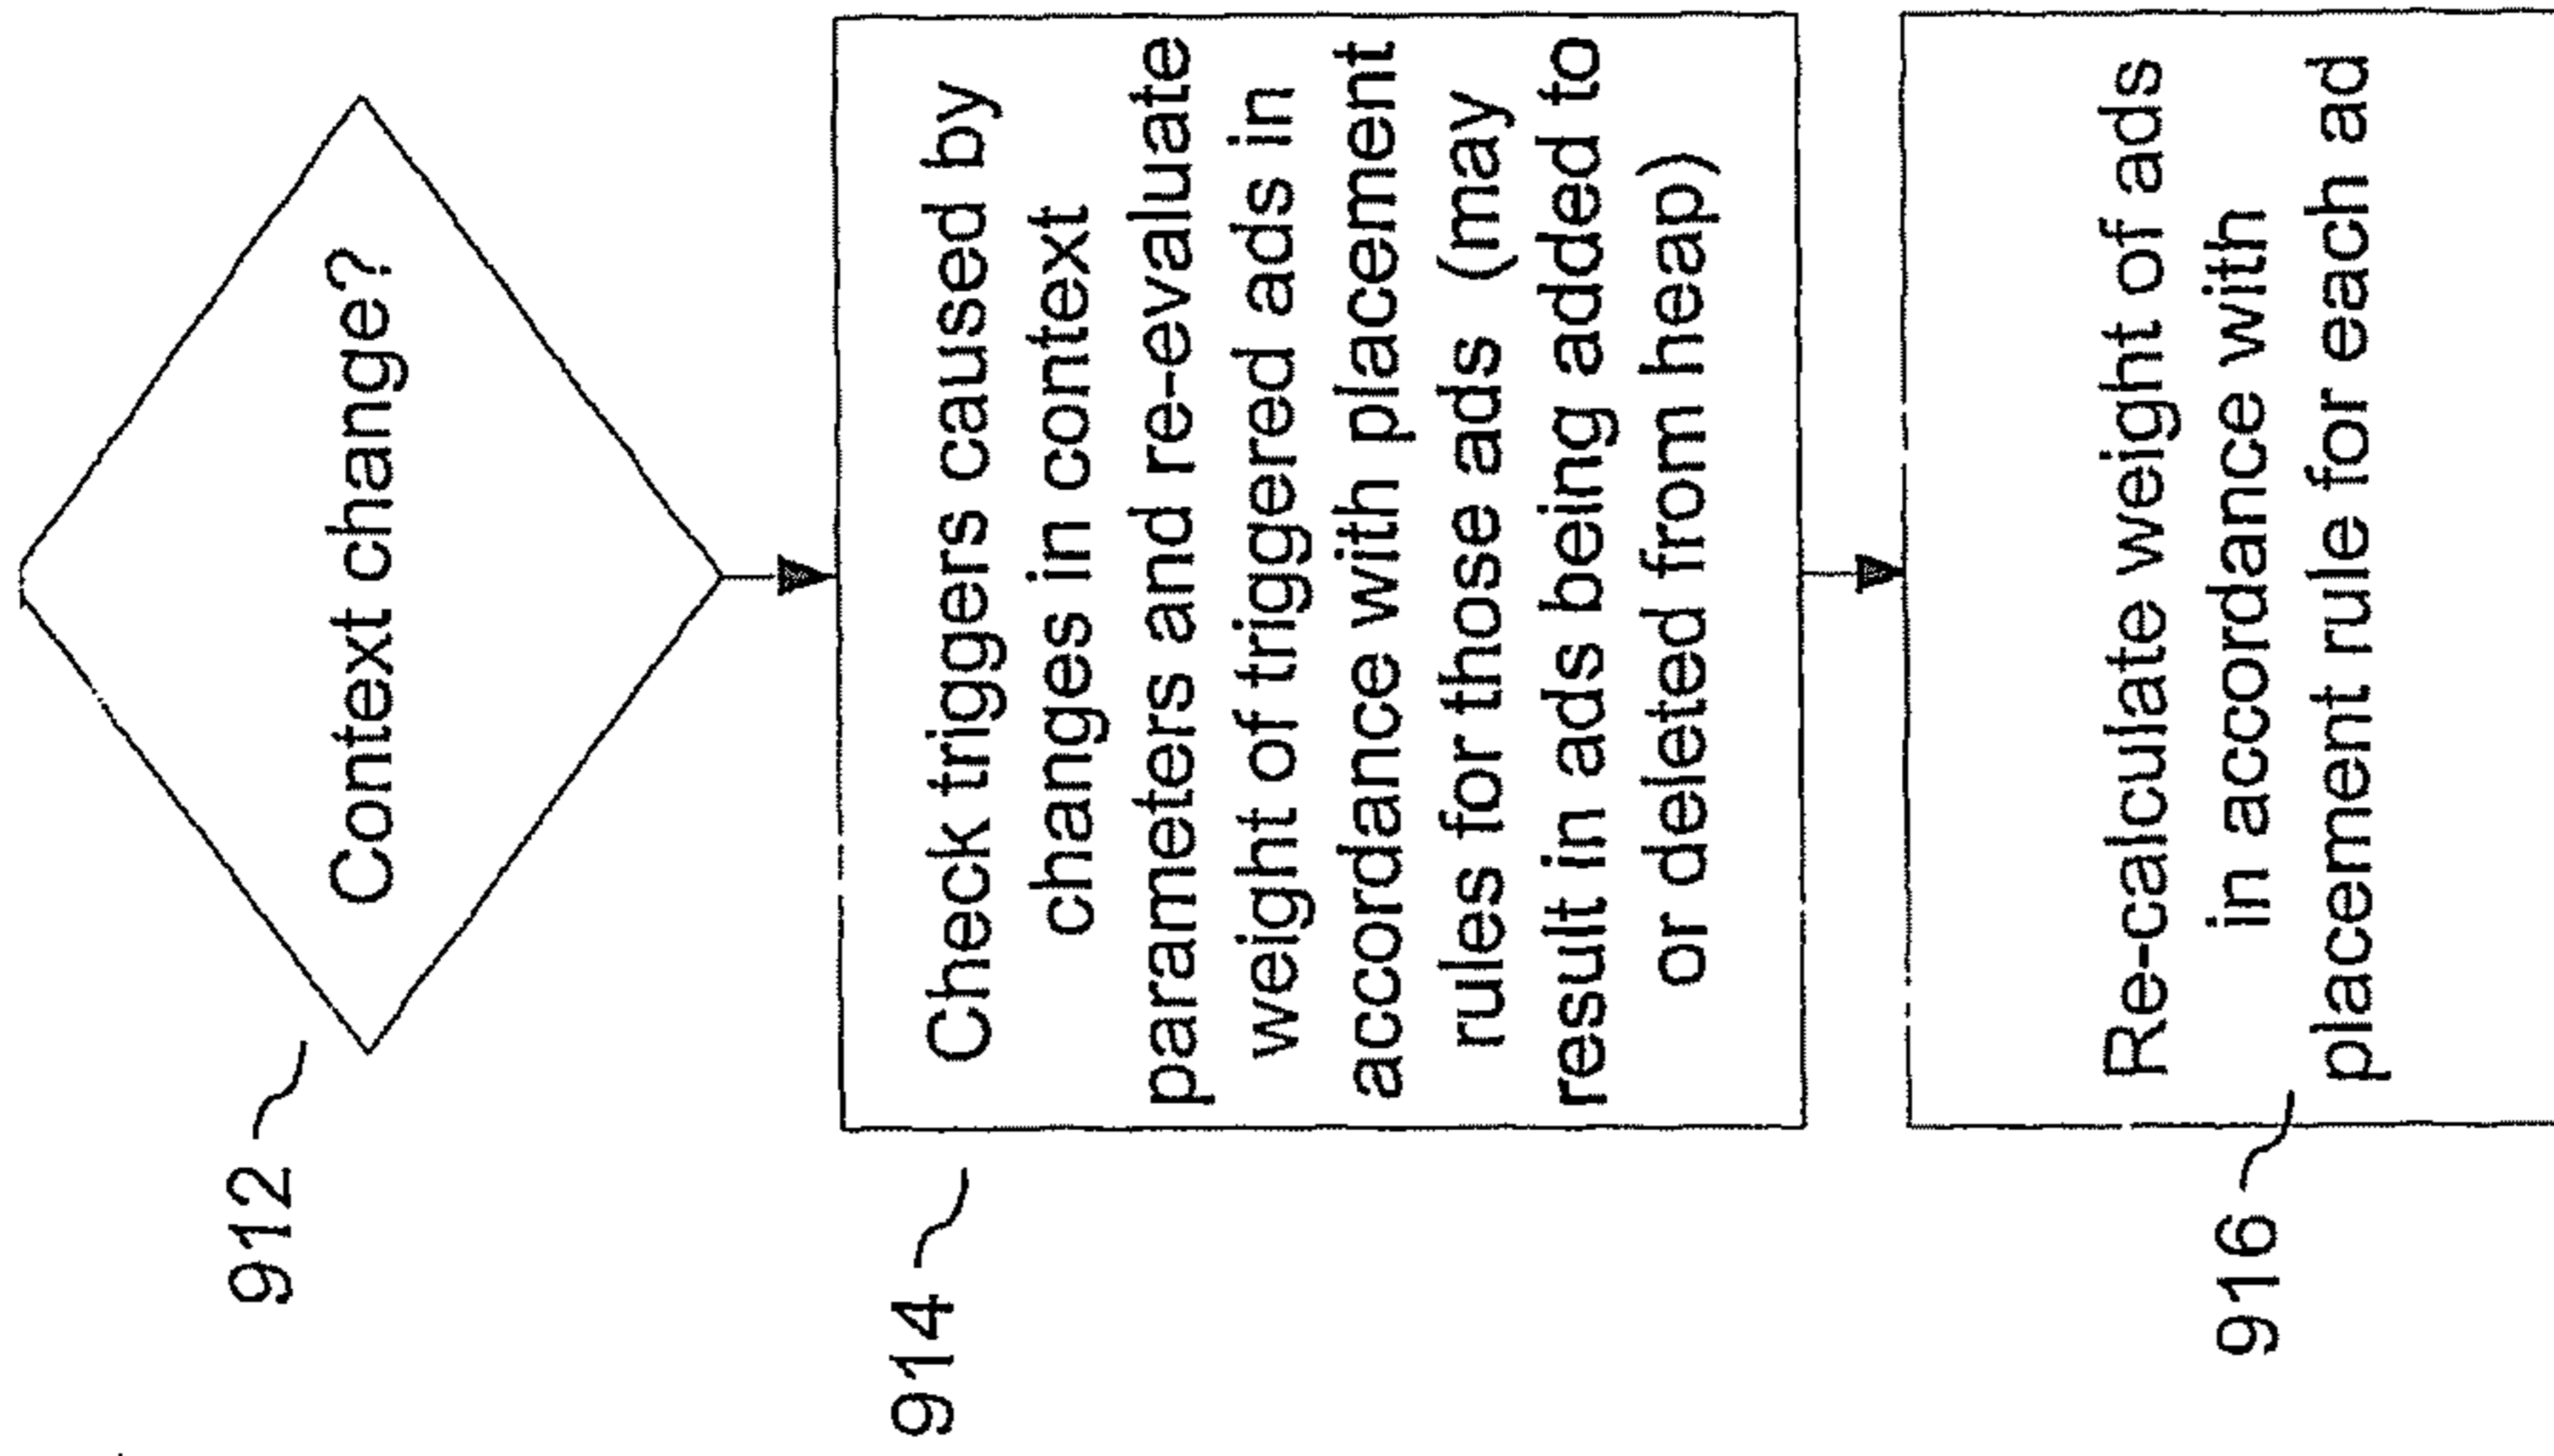 912
Context change?
914
Check triggers caused by
changes in context
parameters and re-evaluate
weight of triggered ads in
accordance with placement
rules for those ads (may
result in ads being added to
or deleted from heap)
916
Re-calculate weight of ads
in accordance with
placement rule for each ad